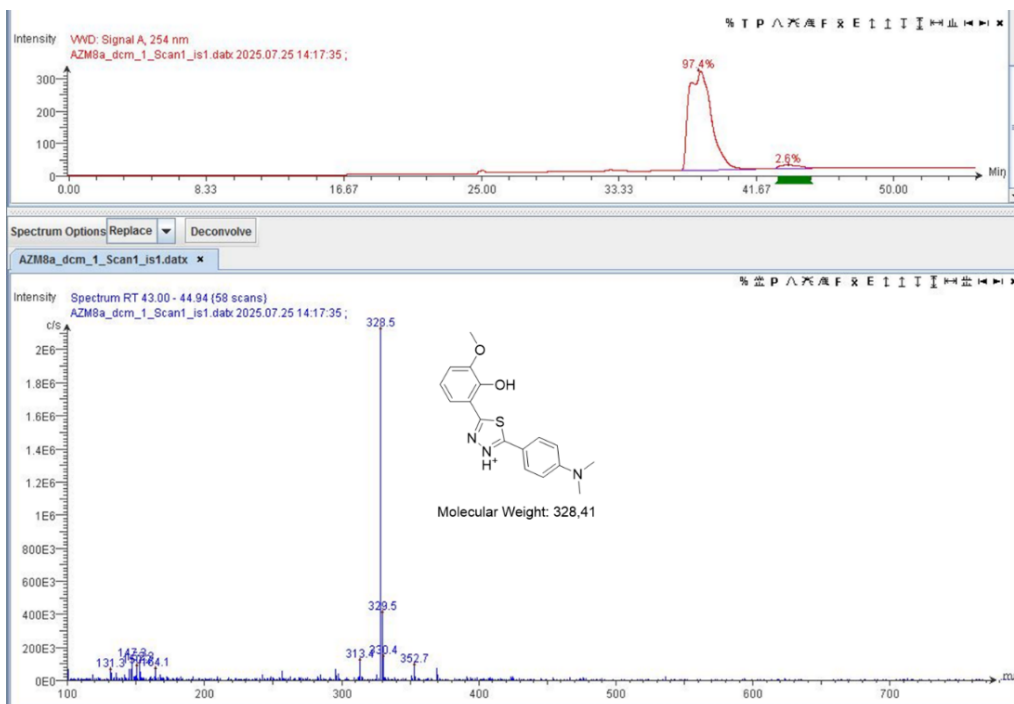 % T P F E
Intensity VWD: Signal A, 254 nm
AZM8a_dcm_1_Scan1_is1.datx 2025.07.25 14:17:35 ;
97.4%
2.6%
300
200
100
0
0.00 8.33 16.67 25.00 33.33 41.67 50.00 Min
Spectrum Options Replace Deconvolve
AZM8a_dcm_1_Scan1_is1.datx ×
% P F E
Intensity Spectrum RT 43.00 - 44.94 (58 scans)
AZM8a_dcm_1_Scan1_is1.datx 2025.07.25 14:17:35 ;
c/s
328.5
2E6
1.8E6
1.6E6
1.4E6
1.2E6
1E6
800E3
600E3
400E3
200E3
0E0
O
OH
S
N
N
H+
N
Molecular Weight: 328,41
329.5
330.4
313.4
352.7
147.2
131.3
164.1
100 200 300 400 500 600 700